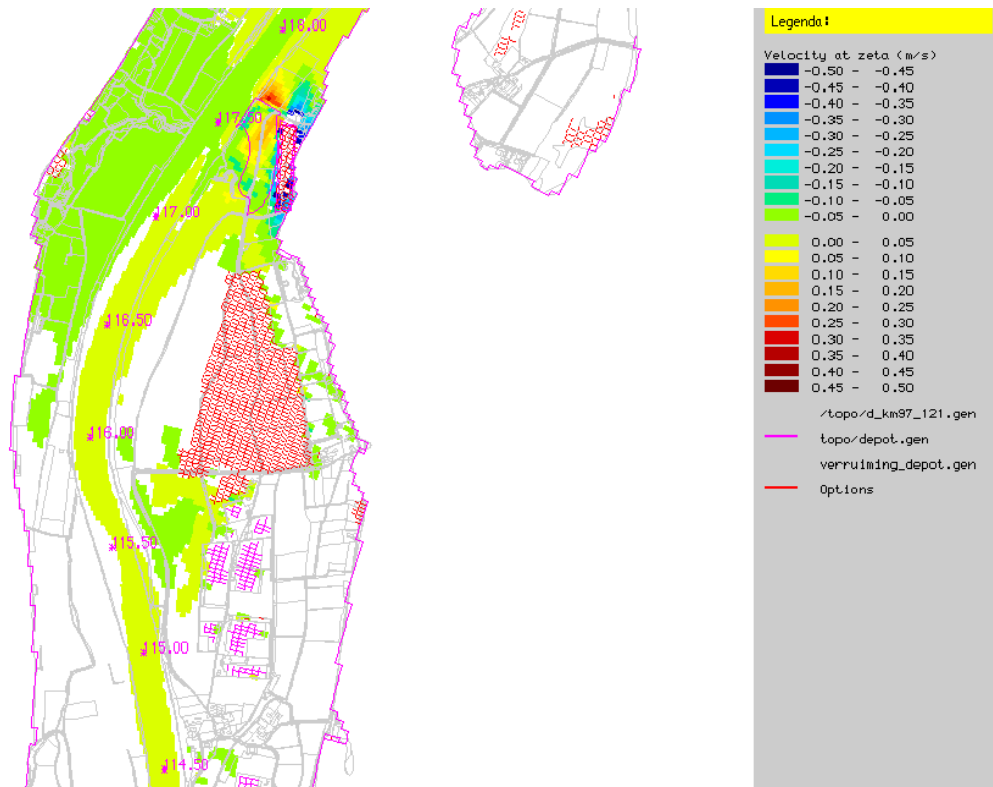 118.00
117.50
117.00
116.50
116.00
115.50
115.00
114.50
Legenda:
Velocity at zeta (m/s)
-0.50 - -0.45
-0.45 - -0.40
-0.40 - -0.35
-0.35 - -0.30
-0.30 - -0.25
-0.25 - -0.20
-0.20 - -0.15
-0.15 - -0.10
-0.10 - -0.05
-0.05 - 0.00
0.00 - 0.05
0.05 - 0.10
0.10 - 0.15
0.15 - 0.20
0.20 - 0.25
0.25 - 0.30
0.30 - 0.35
0.35 - 0.40
0.40 - 0.45
0.45 - 0.50
/topo/d_km97_121.gen
topo/depot.gen
verruiming_depot.gen
Options